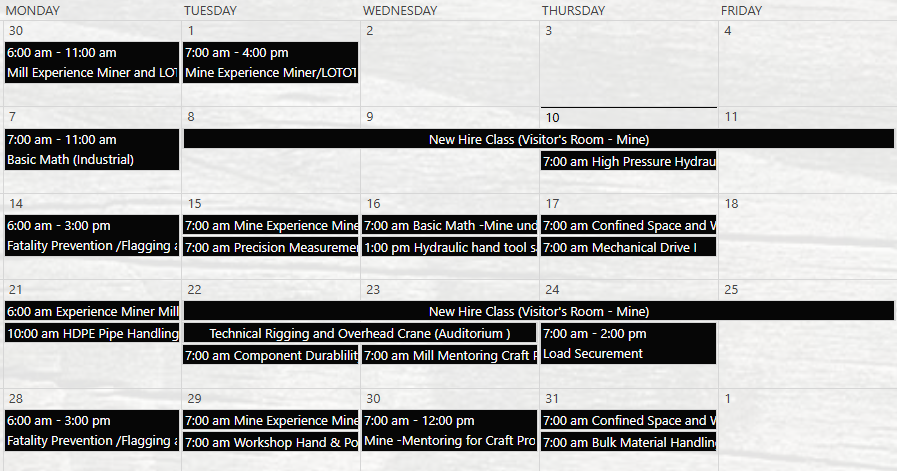 MONDAY TUESDAY WEDNESDAY THURSDAY FRIDAY
30 1 2 3 4
6:00 am - 11:00 am
Mill Experience Miner and LOT
7:00 am - 4:00 pm
Mine Experience Miner/LOTOT
7 8 9 10 11
7:00 am - 11:00 am
Basic Math (Industrial)
New Hire Class (Visitor's Room - Mine)
7:00 am High Pressure Hydrau
14 15 16 17 18
6:00 am - 3:00 pm
Fatality Prevention /Flagging a
7:00 am Mine Experience Mine
7:00 am Precision Measuremen
7:00 am Basic Math -Mine und
1:00 pm Hydraulic hand tool s
7:00 am Confined Space and W
7:00 am Mechanical Drive I
21 22 23 24 25
6:00 am Experience Miner Mill
10:00 am HDPE Pipe Handling
New Hire Class (Visitor's Room - Mine)
Technical Rigging and Overhead Crane (Auditorium )
7:00 am Component Durablilit
7:00 am Mill Mentoring Craft P
7:00 am - 2:00 pm
Load Securement
28 29 30 31 1
6:00 am - 3:00 pm
Fatality Prevention /Flagging a
7:00 am Mine Experience Mine
7:00 am Workshop Hand & Po
7:00 am - 12:00 pm
Mine -Mentoring for Craft Pro
7:00 am Confined Space and W
7:00 am Bulk Material Handlin